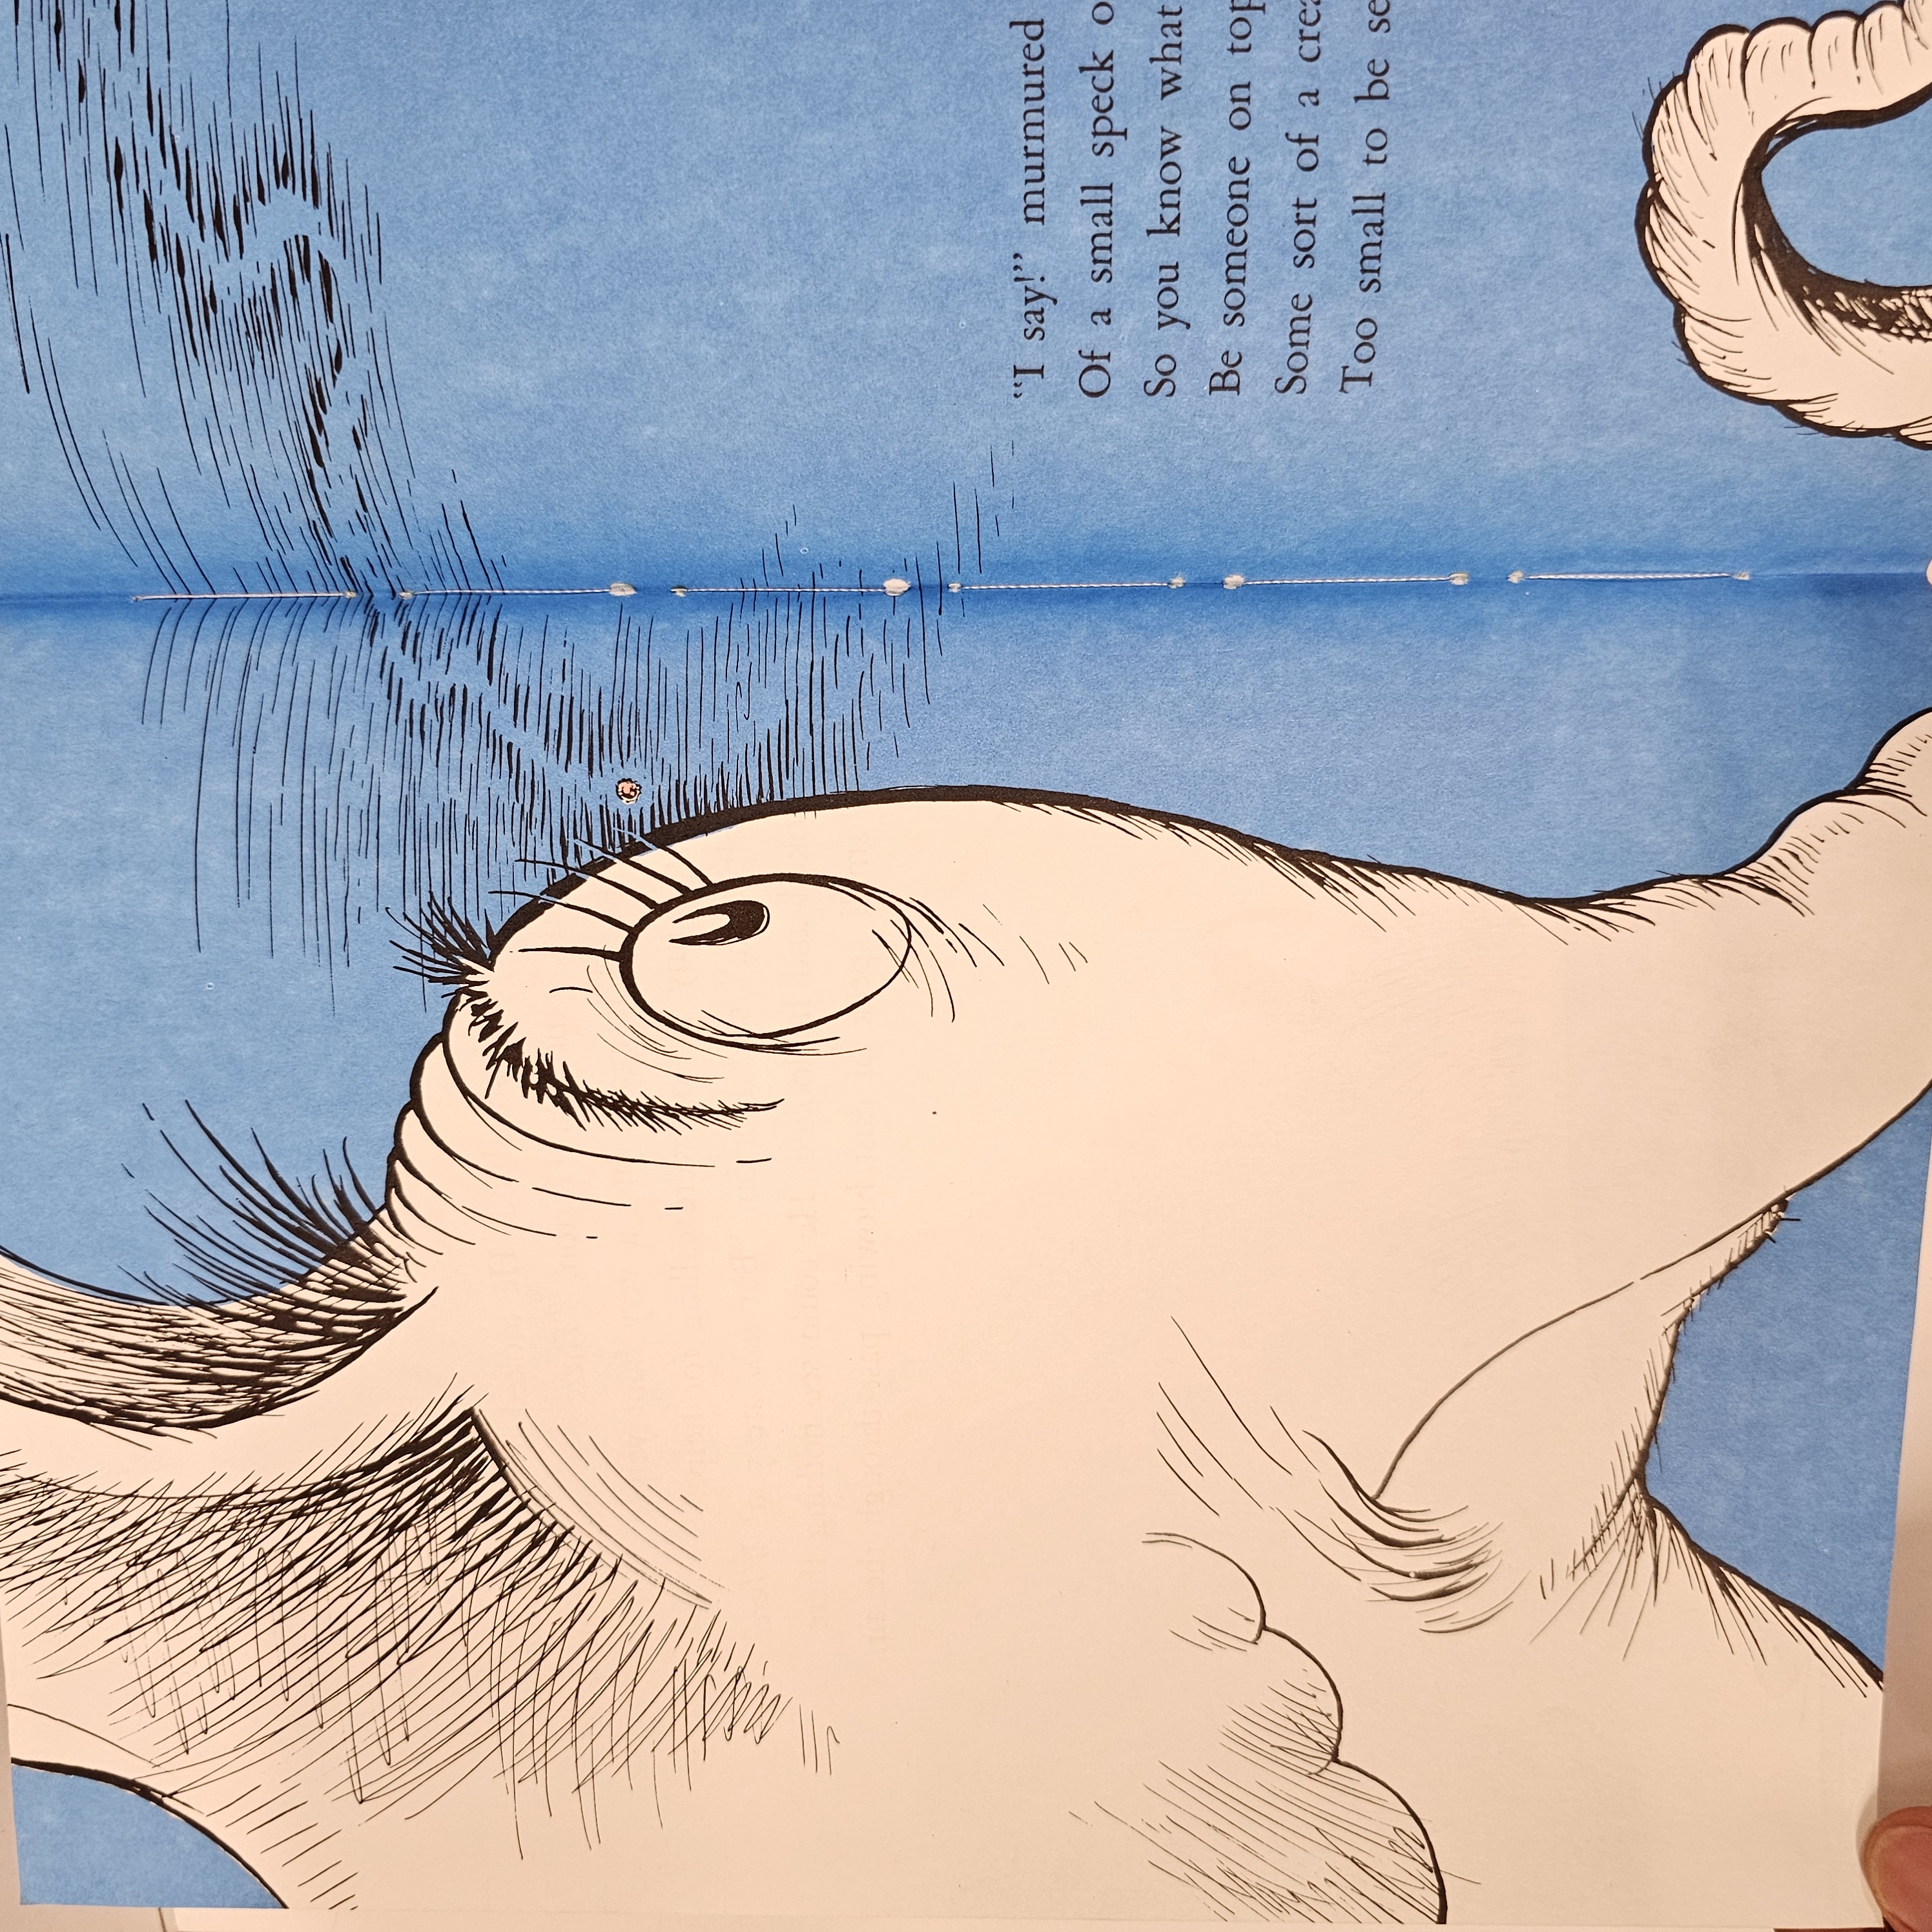 “I say!” murmured
Of a small speck o
So you know what
Be someone on top
Some sort of a crea
Too small to be se